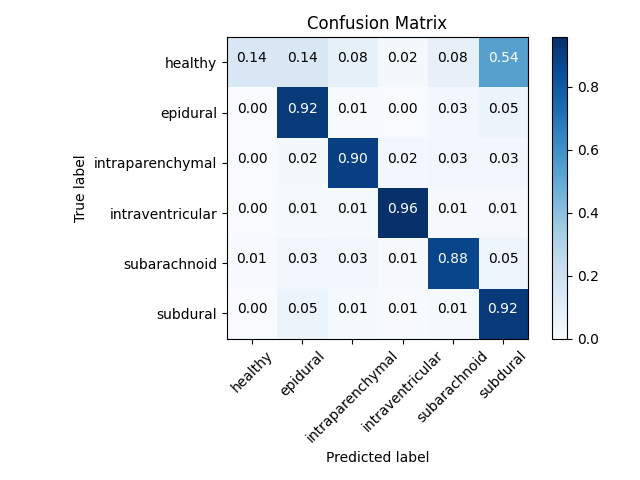 Confusion Matrix
True label
healthy 0.14 0.14 0.08 0.02 0.08 0.54
epidural 0.00 0.92 0.01 0.00 0.03 0.05
intraparenchymal 0.00 0.02 0.90 0.02 0.03 0.03
intraventricular 0.00 0.01 0.01 0.96 0.01 0.01
subarachnoid 0.01 0.03 0.03 0.01 0.88 0.05
subdural 0.00 0.05 0.01 0.01 0.01 0.92
healthy epidural intraparenchymal intraventricular subarachnoid subdural
Predicted label
0.8
0.6
0.4
0.2
0.0